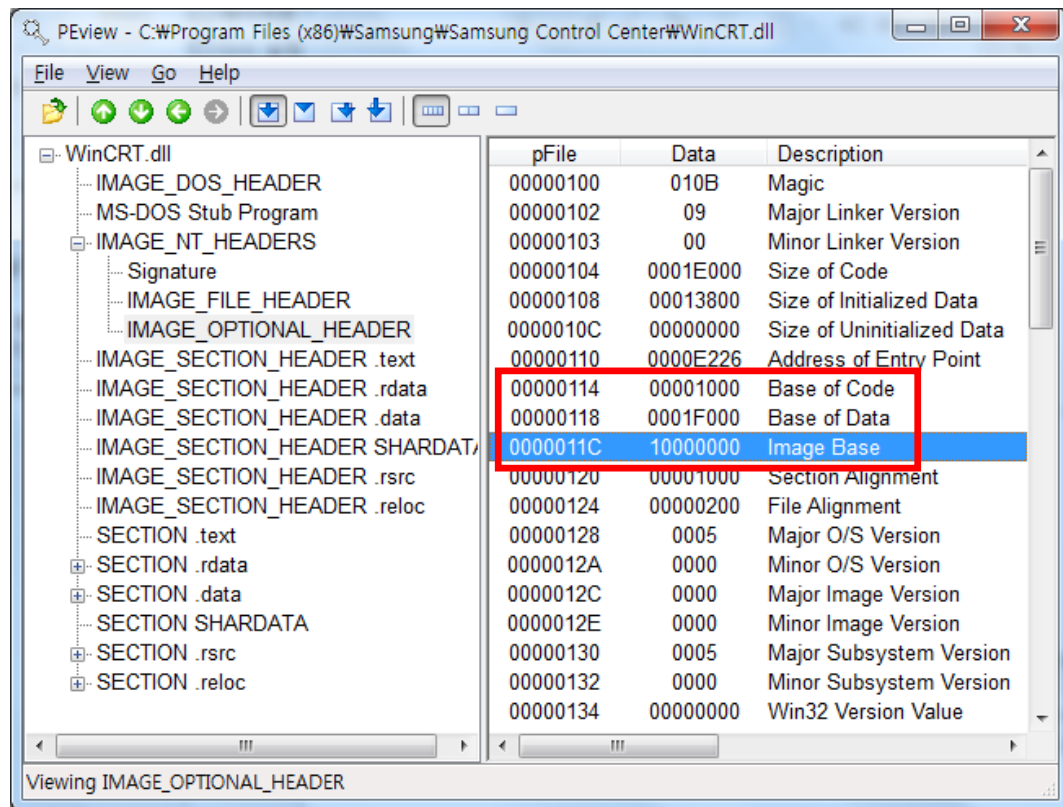 PEview - C:₩Program Files (x86)₩Samsung₩Samsung Control Center₩WinCRT.dll
File View Go Help
WinCRT.dll
IMAGE_DOS_HEADER
MS-DOS Stub Program
IMAGE_NT_HEADERS
Signature
IMAGE_FILE_HEADER
IMAGE_OPTIONAL_HEADER
IMAGE_SECTION_HEADER .text
IMAGE_SECTION_HEADER .rdata
IMAGE_SECTION_HEADER .data
IMAGE_SECTION_HEADER SHARDATA
IMAGE_SECTION_HEADER .rsrc
IMAGE_SECTION_HEADER .reloc
SECTION .text
SECTION .rdata
SECTION .data
SECTION SHARDATA
SECTION .rsrc
SECTION .reloc
pFile Data Description
00000100 010B Magic
00000102 09 Major Linker Version
00000103 00 Minor Linker Version
00000104 0001E000 Size of Code
00000108 00013800 Size of Initialized Data
0000010C 00000000 Size of Uninitialized Data
00000110 0000E226 Address of Entry Point
00000114 00001000 Base of Code
00000118 0001F000 Base of Data
0000011C 10000000 Image Base
00000120 00001000 Section Alignment
00000124 00000200 File Alignment
00000128 0005 Major O/S Version
0000012A 0000 Minor O/S Version
0000012C 0000 Major Image Version
0000012E 0000 Minor Image Version
00000130 0005 Major Subsystem Version
00000132 0000 Minor Subsystem Version
00000134 00000000 Win32 Version Value
Viewing IMAGE_OPTIONAL_HEADER